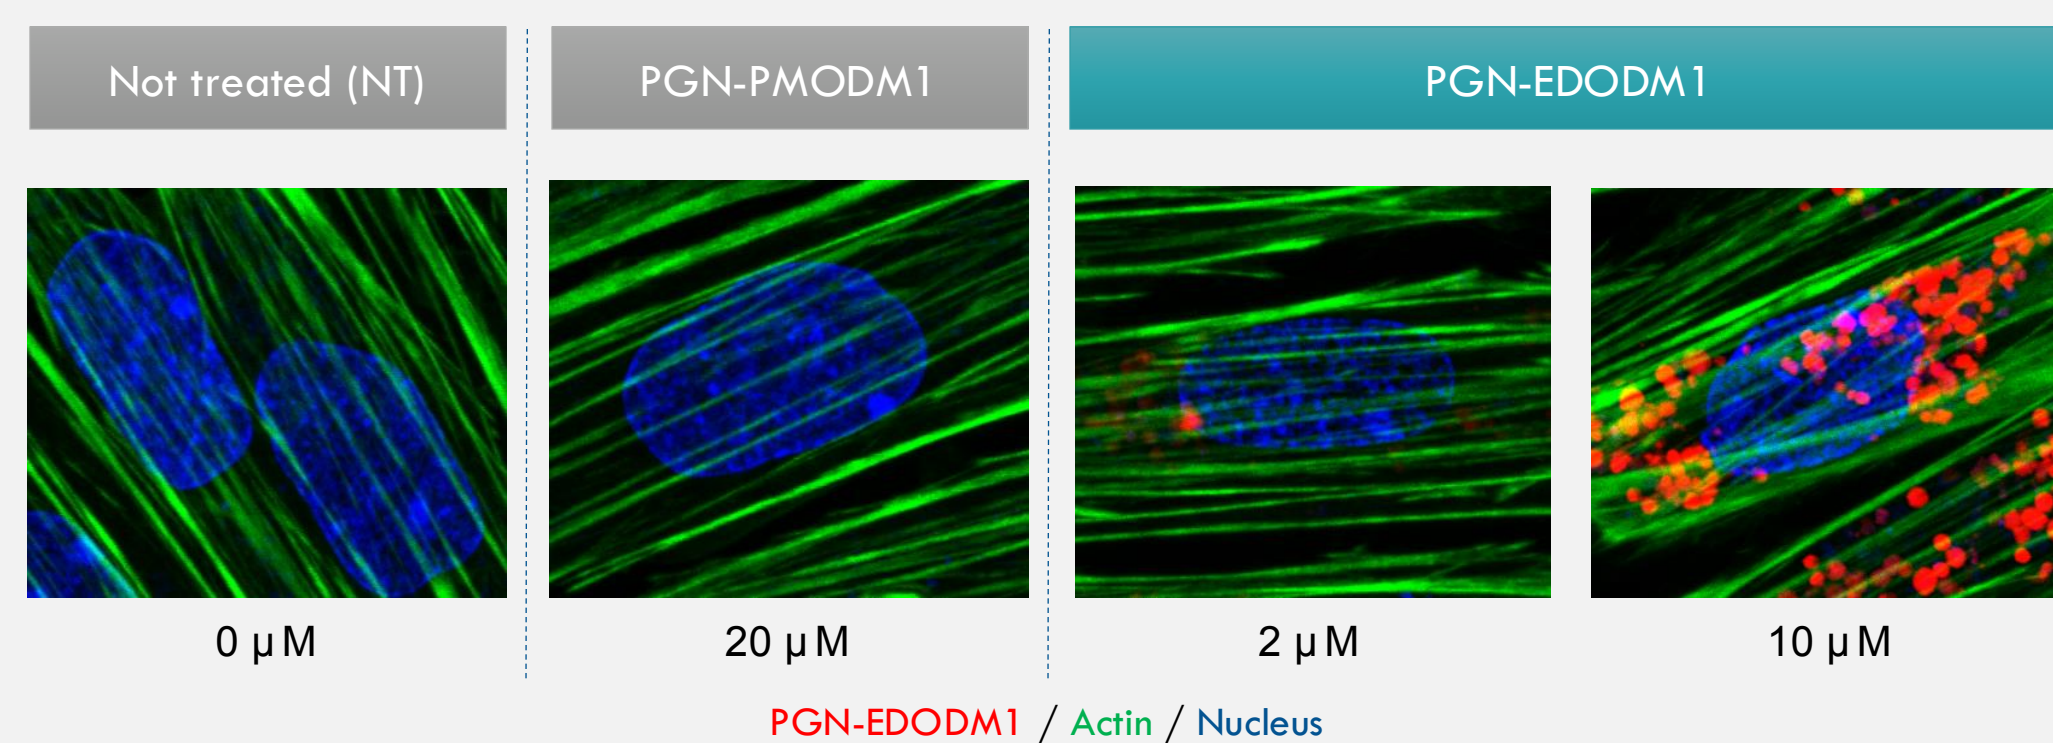 Not treated (NT)
PGN-PMODM1
PGN-EDODM1
0 µM
20 µM
2 µM
10 µM
PGN-EDODM1 / Actin / Nucleus